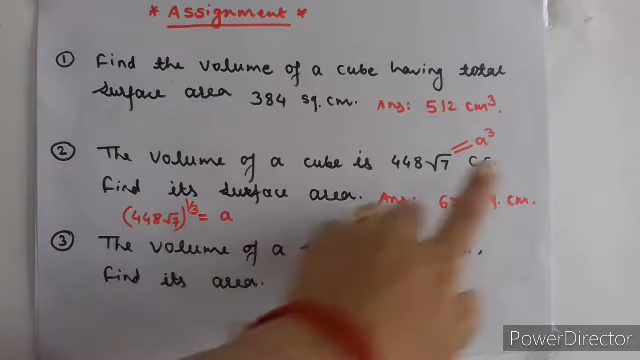 * Assignment *
① Find the volume of a cube having total
surface area 384 sq.cm. Ans: 512 cm³.
② The volume of a cube is 448√7 = a³
Find its surface area. Ans: cm.
(448√7)^1/3 = a
③ The volume of a
find its area.
PowerDirector